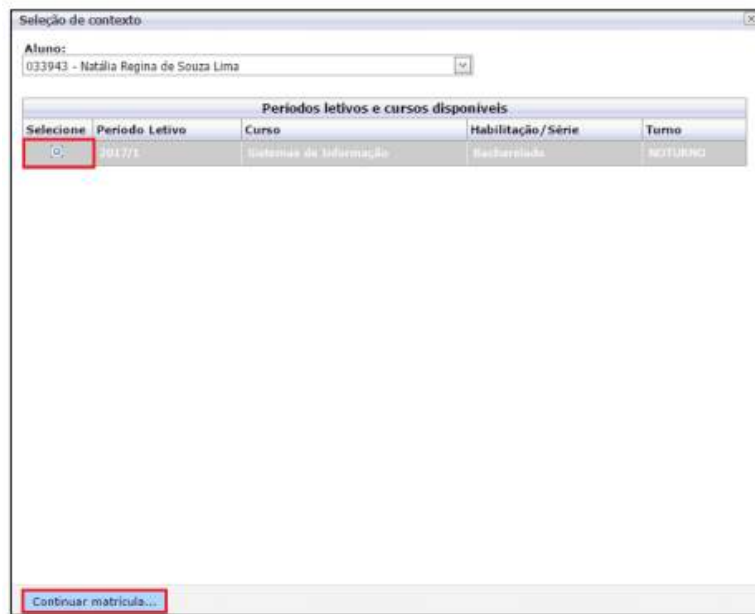 Seleção de contexto
Aluno:
033943 - Natália Regina de Souza Lima
Períodos letivos e cursos disponíveis
Selecione Período Letivo Curso Habilitação/Série Turno
2017/1 Sistemas de Informação Bacharelado NOTURNO
Continuar matrícula...